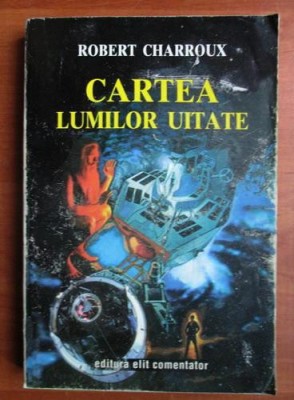 ROBERT CHARROUX
CARTEA
LUMILOR UITATE
editura elit comentator